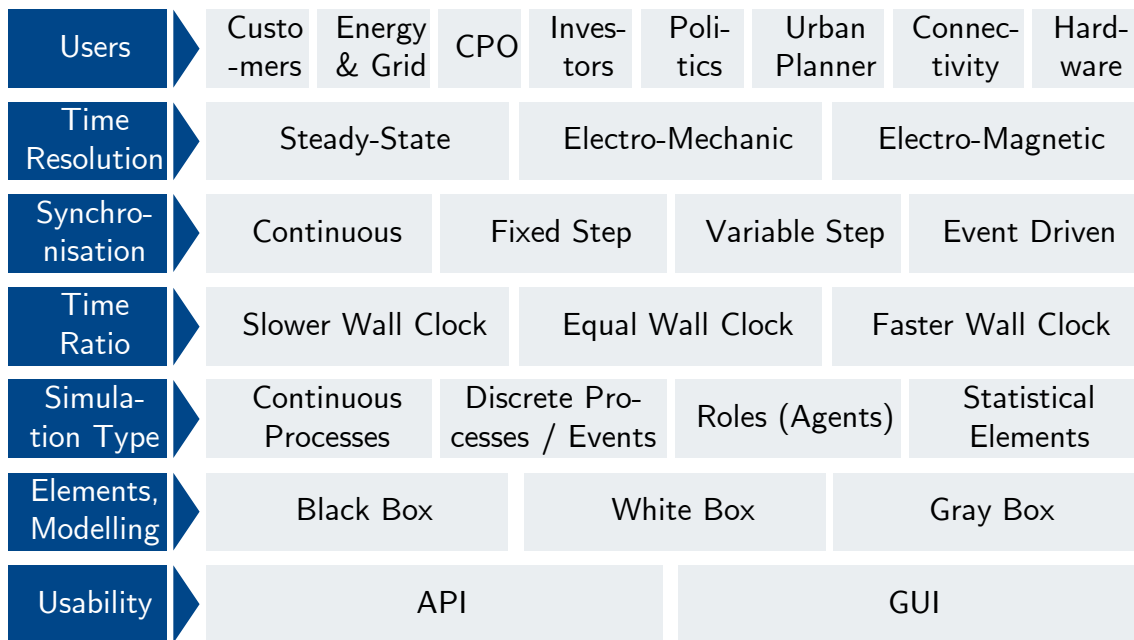 Users
Custo
-mers
Energy
& Grid
CPO
Inves-
tors
Poli-
tics
Urban
Planner
Connec-
tivity
Hard-
ware
Time
Resolution
Steady-State
Electro-Mechanic
Electro-Magnetic
Synchro-
nisation
Continuous
Fixed Step
Variable Step
Event Driven
Time
Ratio
Slower Wall Clock
Equal Wall Clock
Faster Wall Clock
Simula-
tion Type
Continuous
Processes
Discrete Pro-
cesses / Events
Roles (Agents)
Statistical
Elements
Elements,
Modelling
Black Box
White Box
Gray Box
Usability
API
GUI